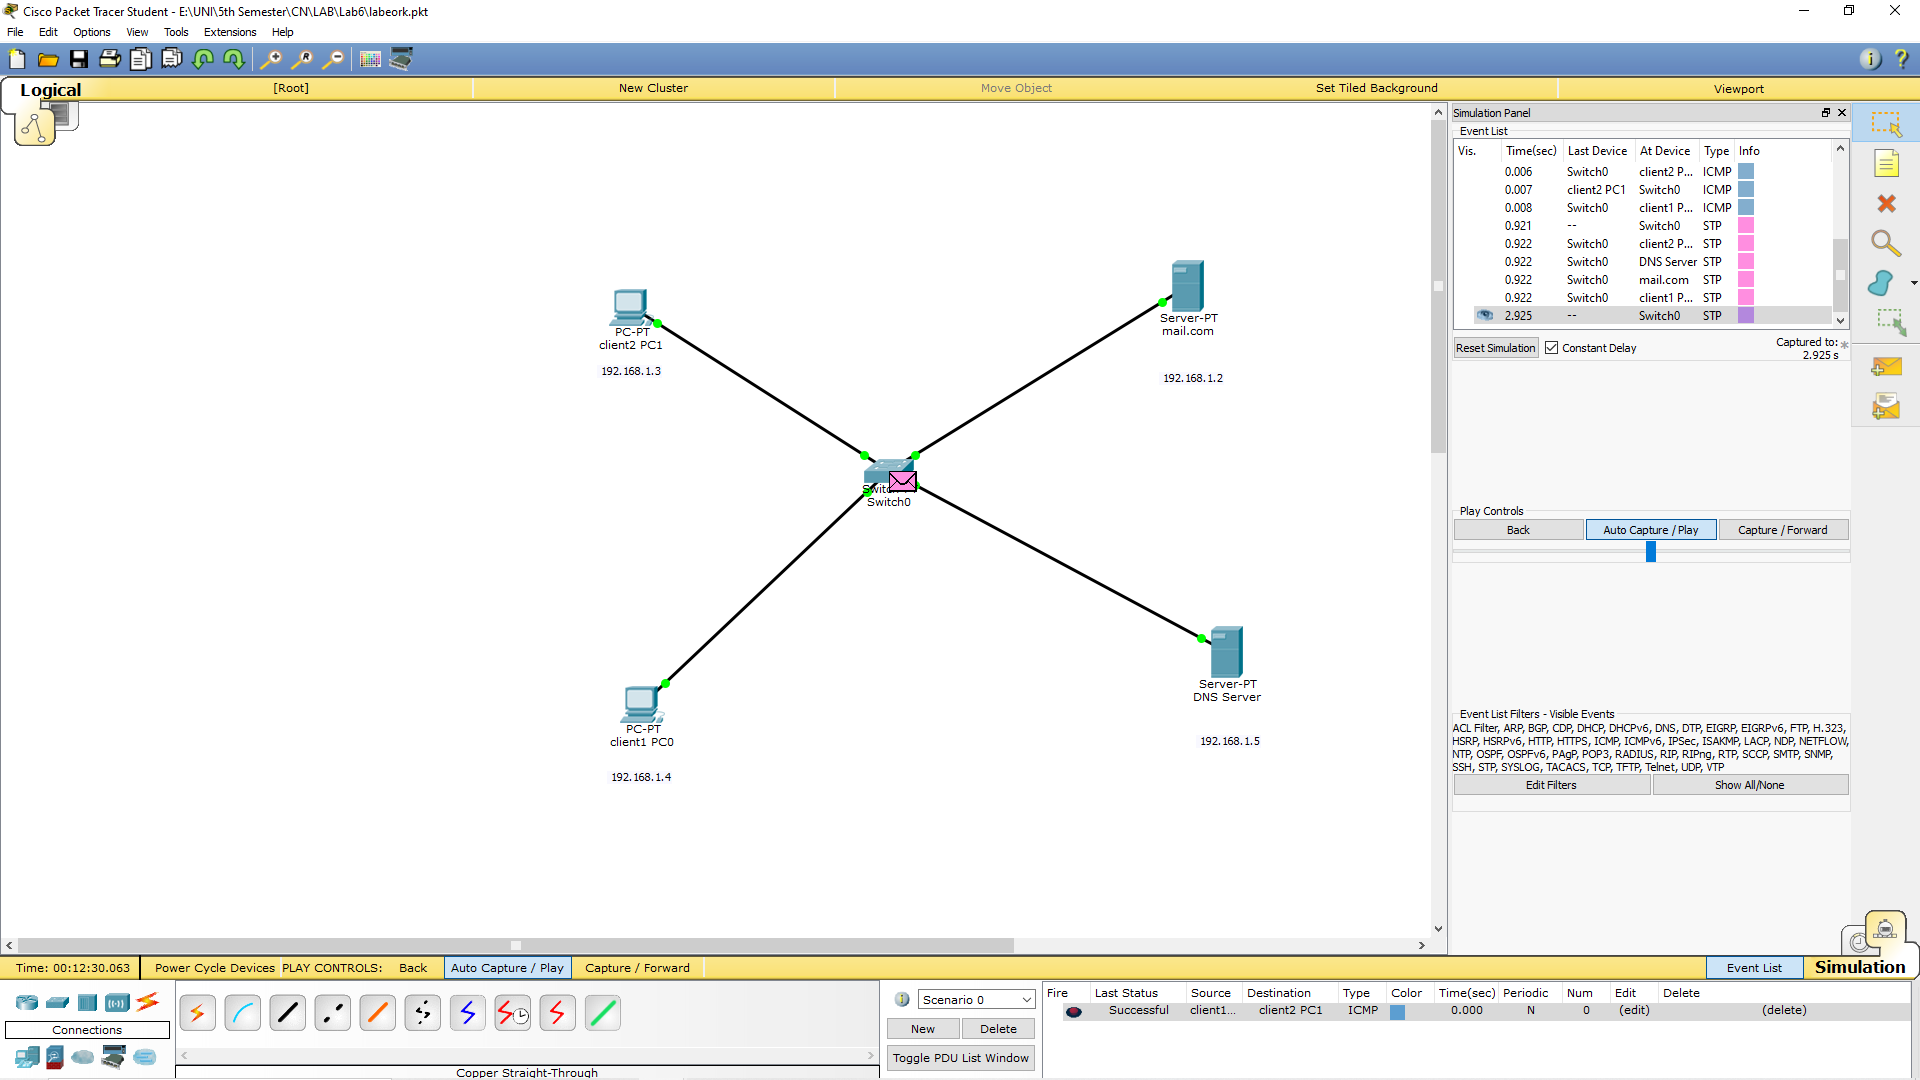 Cisco Packet Tracer Student - E:\UNI\5th Semester\CN\LAB\Lab6\labeork.pkt
File Edit Options View Tools Extensions Help
Logical [Root] New Cluster Move Object Set Tiled Background Viewport
Simulation Panel
Event List
Vis. Time(sec) Last Device At Device Type Info
0.006 Switch0 client2 P... ICMP
0.007 client2 PC1 Switch0 ICMP
0.008 Switch0 client1 P... ICMP
0.921 -- Switch0 STP
0.922 Switch0 client2 P... STP
0.922 Switch0 DNS Server STP
0.922 Switch0 mail.com STP
0.922 Switch0 client1 P... STP
2.925 -- Switch0 STP
Reset Simulation Constant Delay Captured to: *
2.925 s
PC-PT
client2 PC1
192.168.1.3
Server-PT
mail.com
192.168.1.2
Switch0
PC-PT
client1 PC0
192.168.1.4
Server-PT
DNS Server
192.168.1.5
Play Controls
Back Auto Capture / Play Capture / Forward
Event List Filters - Visible Events
ACL Filter, ARP, BGP, CDP, DHCP, DHCPv6, DNS, DTP, EIGRP, EIGRPv6, FTP, H.323,
HSRP, HSRPv6, HTTP, HTTPS, ICMP, ICMPv6, IPSec, ISAKMP, LACP, NDP, NETFLOW,
NTP, OSPF, OSPFv6, PAgP, POP3, RADIUS, RIP, RIPng, RTP, SCCP, SMTP, SNMP,
SSH, STP, SYSLOG, TACACS, TCP, TFTP, Telnet, UDP, VTP
Edit Filters Show All/None
Time: 00:12:30.063 Power Cycle Devices PLAY CONTROLS: Back Auto Capture / Play Capture / Forward Event List Simulation
Connections
Copper Straight-Through
Scenario 0
New Delete
Toggle PDU List Window
Fire Last Status Source Destination Type Color Time(sec) Periodic Num Edit Delete
Successful client1... client2 PC1 ICMP 0.000 N 0 (edit) (delete)